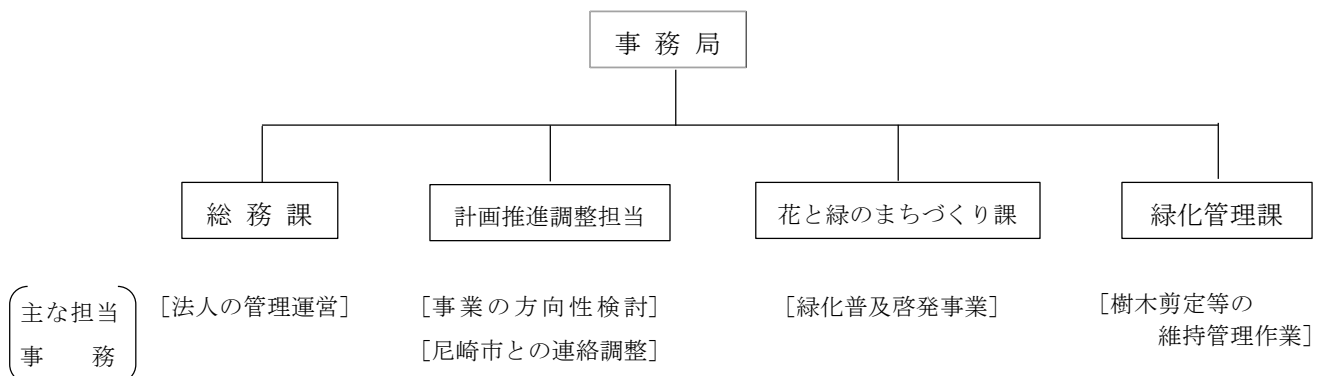 事務局
総務課
計画推進調整担当
花と緑のまちづくり課
緑化管理課
主な担当
事務
[法人の管理運営]
[事業の方向性検討]
[尼崎市との連絡調整]
[緑化普及啓発事業]
[樹木剪定等の
維持管理作業]